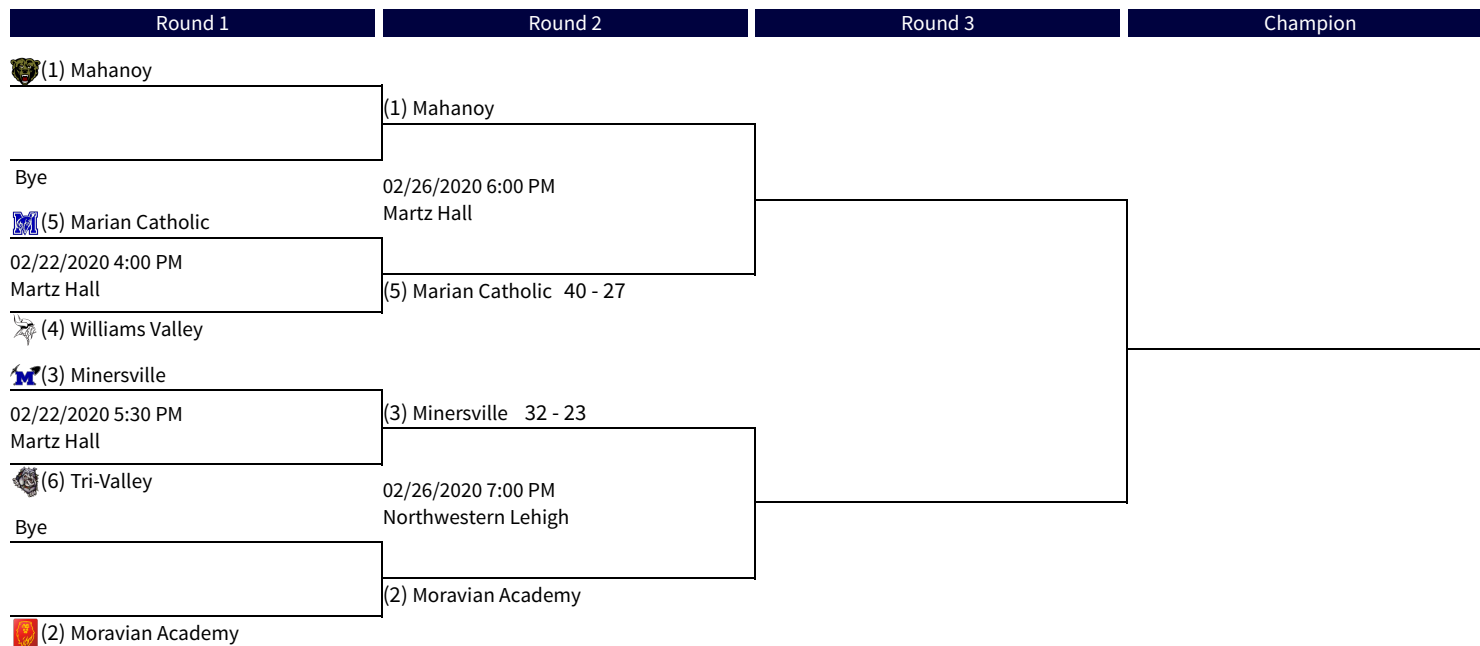 Round 1
Round 2
Round 3
Champion
(1) Mahanoy
Bye
(5) Marian Catholic
02/22/2020 4:00 PM
Martz Hall
(4) Williams Valley
(3) Minersville
02/22/2020 5:30 PM
Martz Hall
(6) Tri-Valley
Bye
(2) Moravian Academy
(1) Mahanoy
02/26/2020 6:00 PM
Martz Hall
(5) Marian Catholic 40 - 27
(3) Minersville 32 - 23
02/26/2020 7:00 PM
Northwestern Lehigh
(2) Moravian Academy